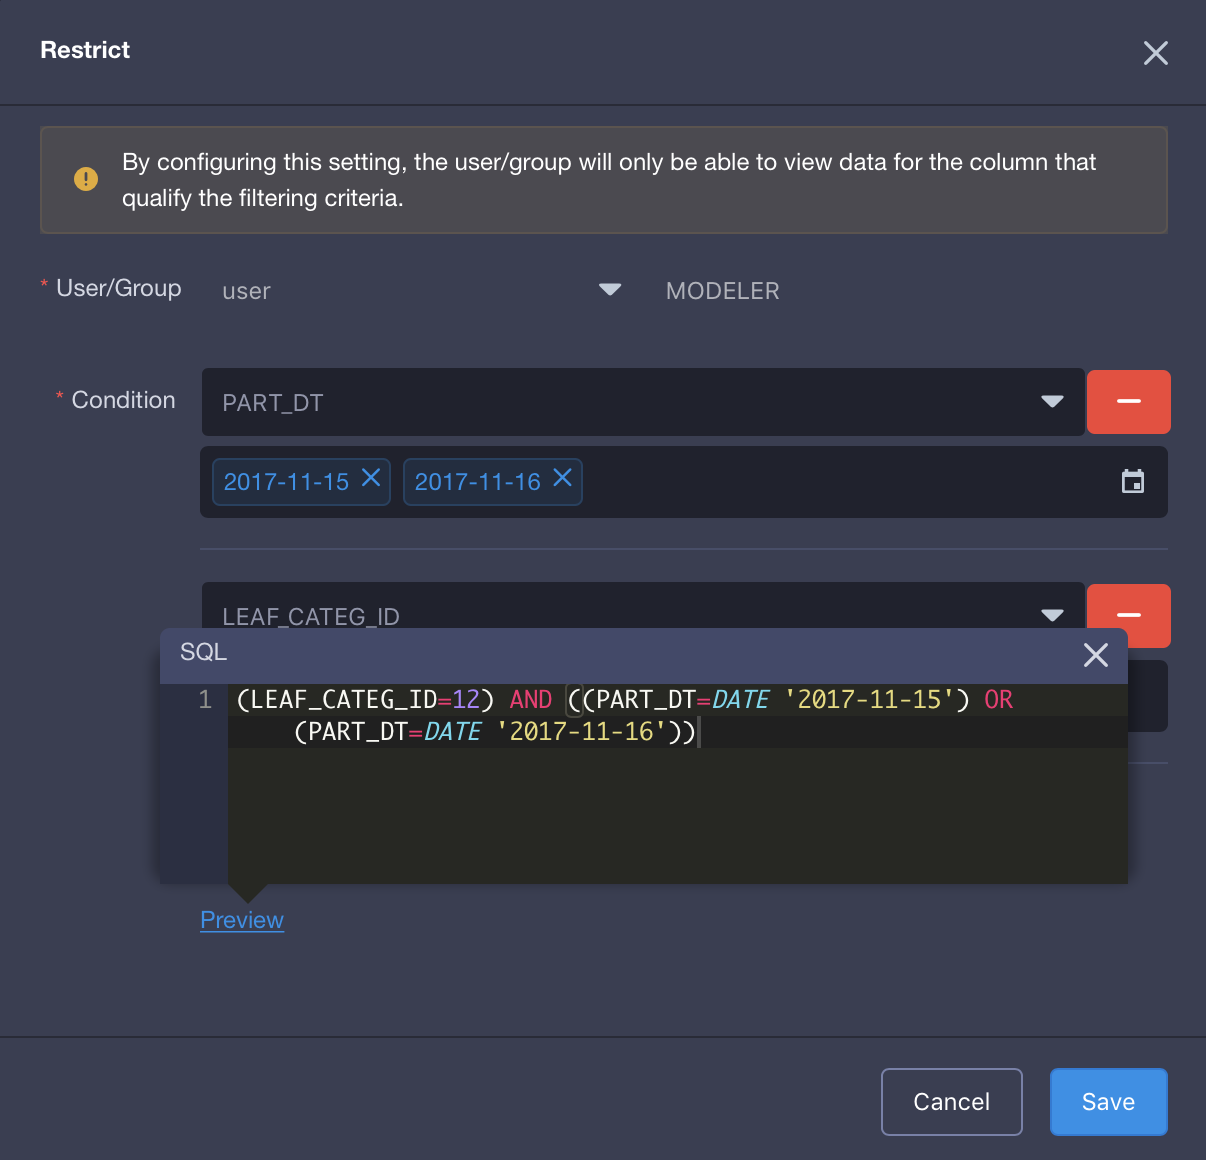 Restrict
By configuring this setting, the user/group will only be able to view data for the column that
qualify the filtering criteria.
* User/Group user MODELER
* Condition PART_DT
2017-11-15 2017-11-16
LEAF_CATEG_ID
SQL
1 (LEAF_CATEG_ID=12) AND ((PART_DT=DATE '2017-11-15') OR
(PART_DT=DATE '2017-11-16'))
Preview
Cancel Save